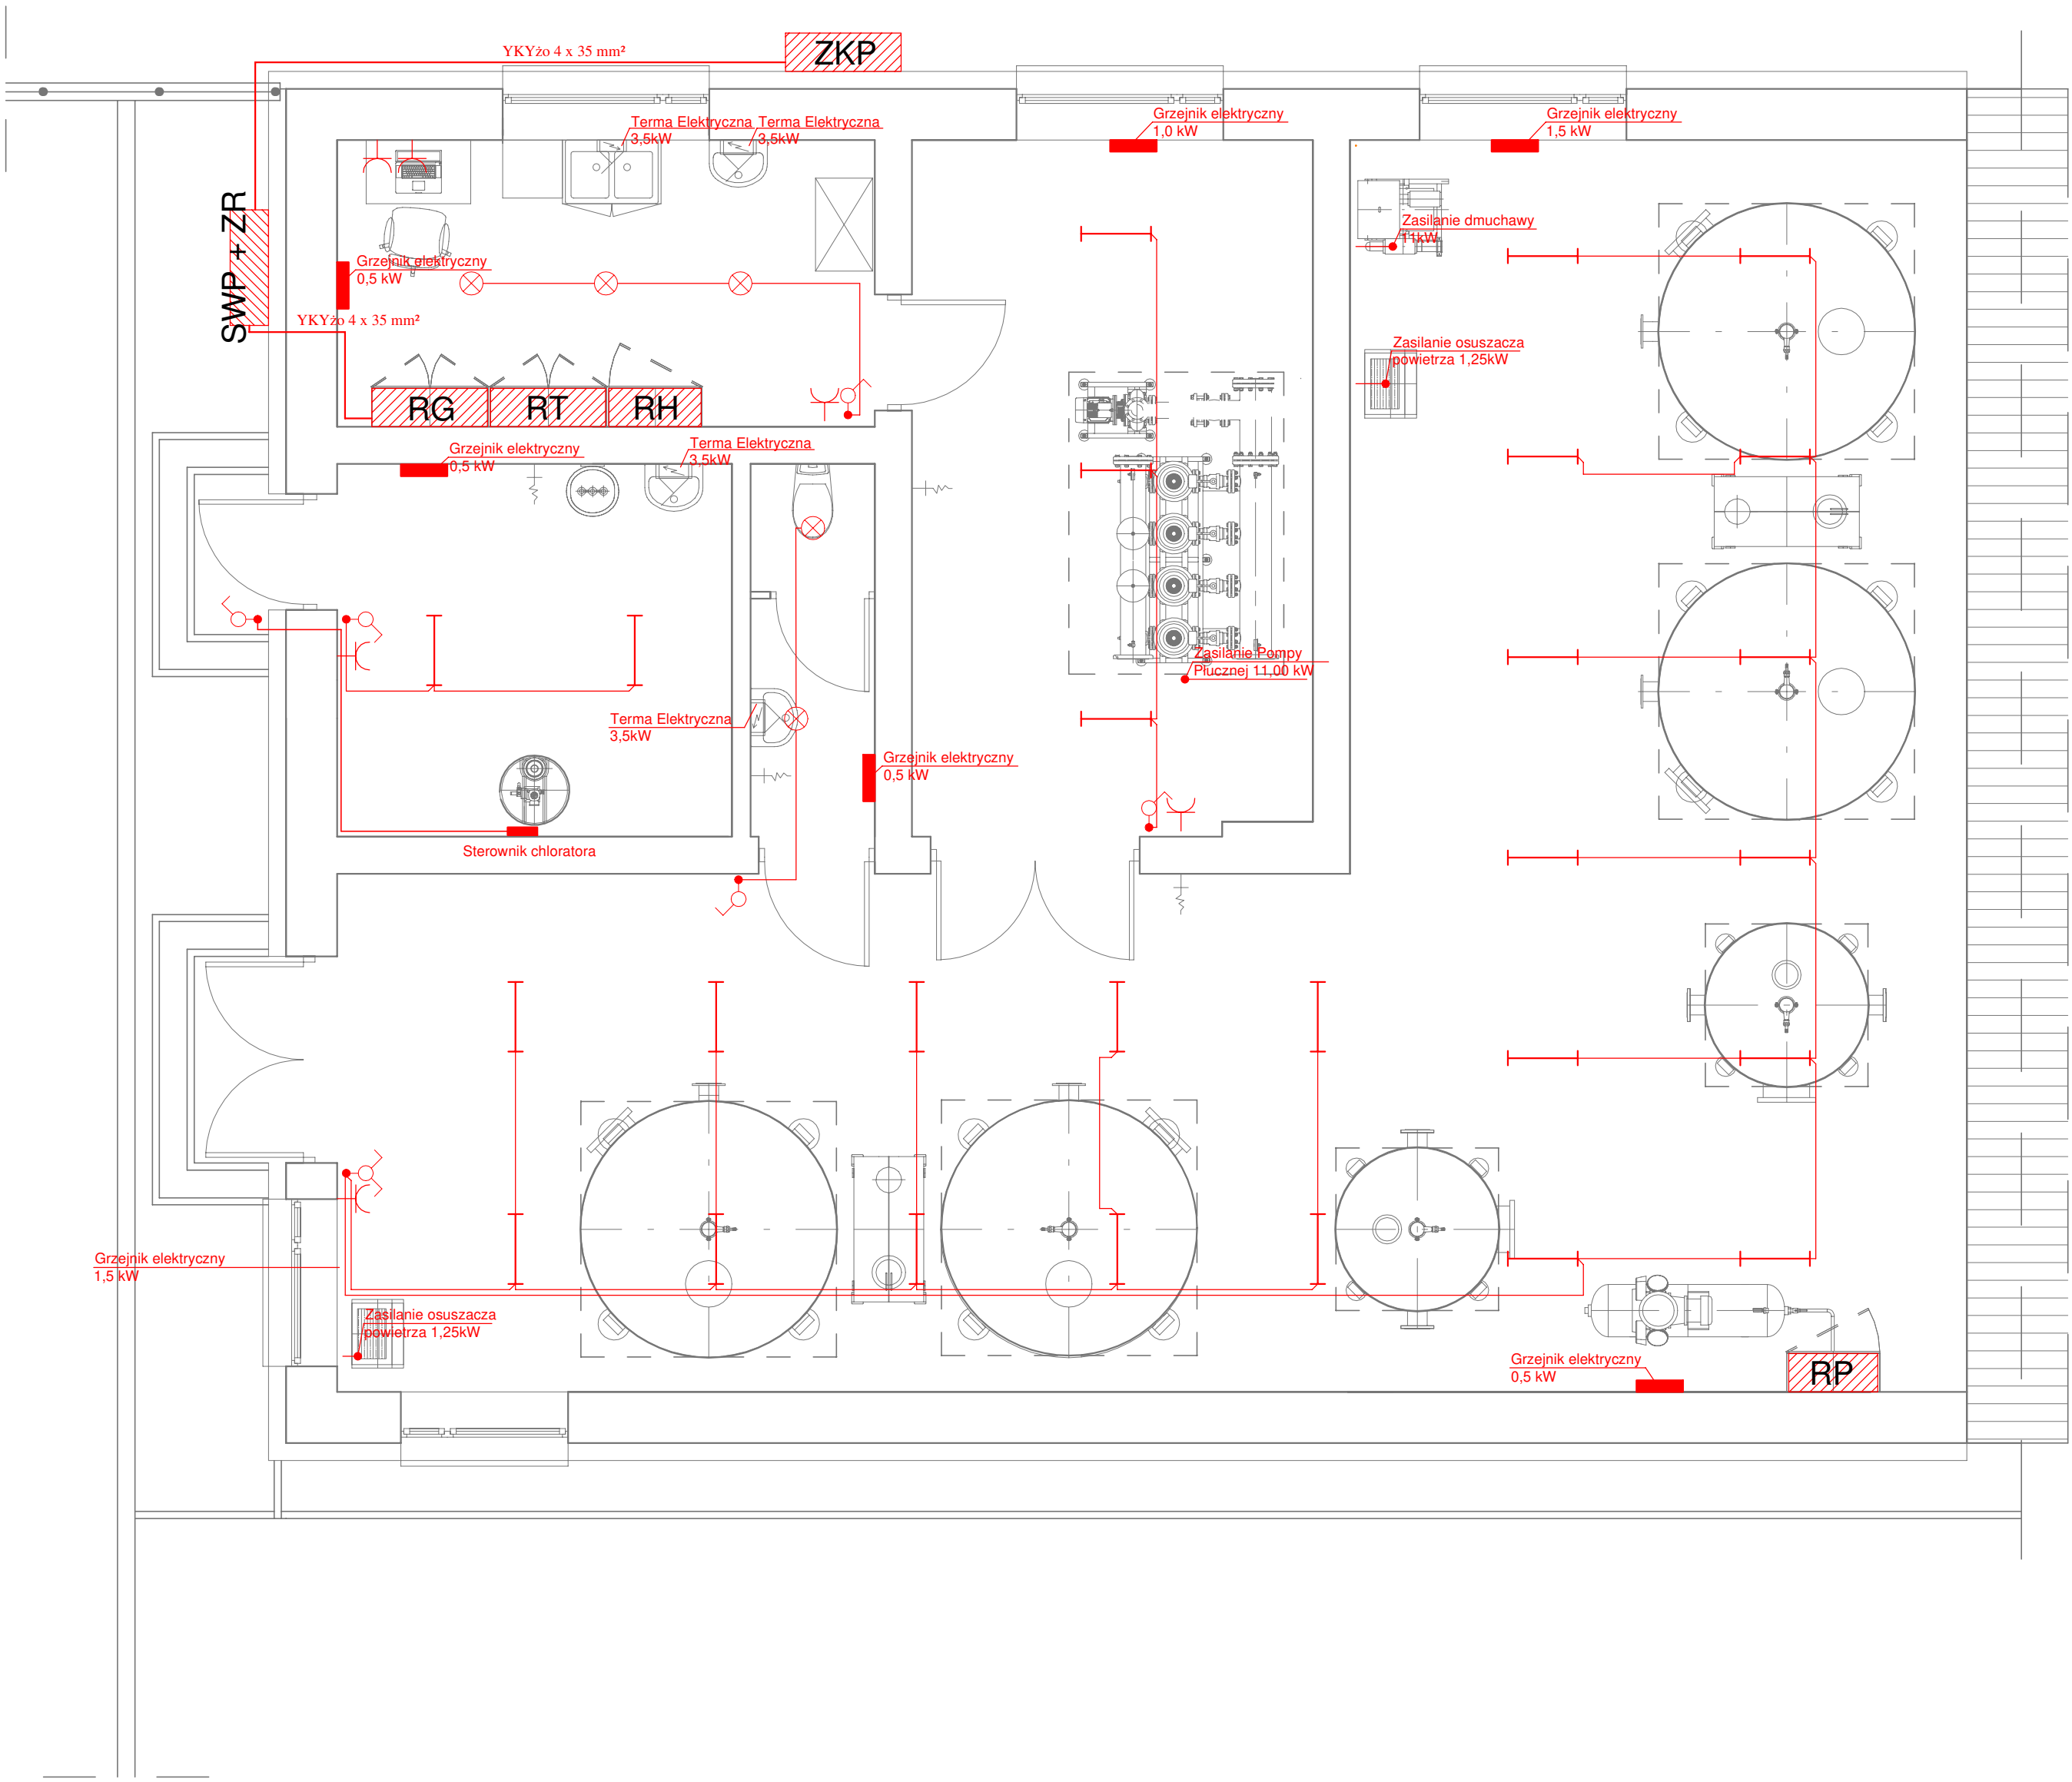 YKYżo 4 x 35 mm²
ZKP
Terma Elektryczna
3,5kW
Terma Elektryczna
3,5kW
Grzejnik elektryczny
1,0 kW
Grzejnik elektryczny
1,5 kW
SWP + ZR
Zasilanie dmuchawy
11kW
Grzejnik elektryczny
0,5 kW
YKYżo 4 x 35 mm²
Zasilanie osuszacza
powietrza 1,25kW
RG
RT
RH
Grzejnik elektryczny
0,5 kW
Terma Elektryczna
3,5kW
Zasilanie Pompy
Płucznej 11,00 kW
Terma Elektryczna
3,5kW
Grzejnik elektryczny
0,5 kW
Sterownik chloratora
Grzejnik elektryczny
1,5 kW
Zasilanie osuszacza
powietrza 1,25kW
Grzejnik elektryczny
0,5 kW
RP